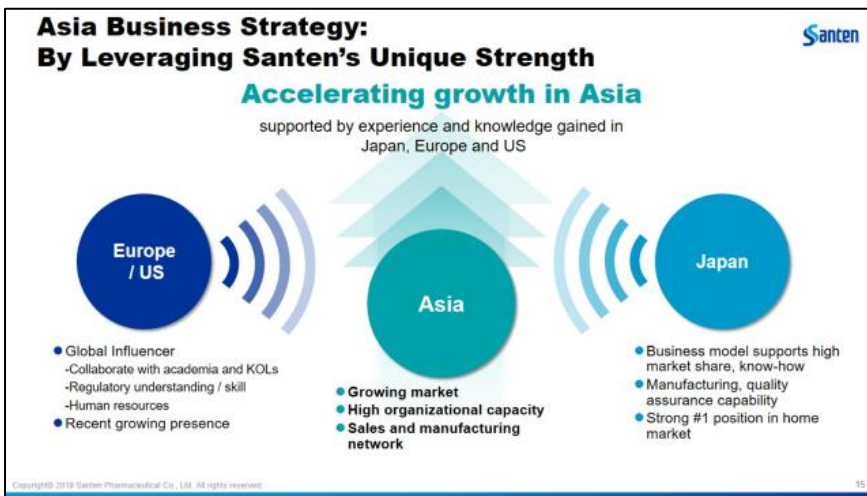 Asia Business Strategy:
By Leveraging Santen's Unique Strength
Santen
Accelerating growth in Asia
supported by experience and knowledge gained in
Japan, Europe and US
Europe
/ US
Asia
Japan
● Global Influencer
-Collaborate with academia and KOLs
-Regulatory understanding / skill
-Human resources
● Recent growing presence
● Growing market
● High organizational capacity
● Sales and manufacturing
network
● Business model supports high
market share, know-how
● Manufacturing, quality
assurance capability
● Strong #1 position in home
market
Copyright© 2019 Santen Pharmaceutical Co., Ltd. All rights reserved.
15